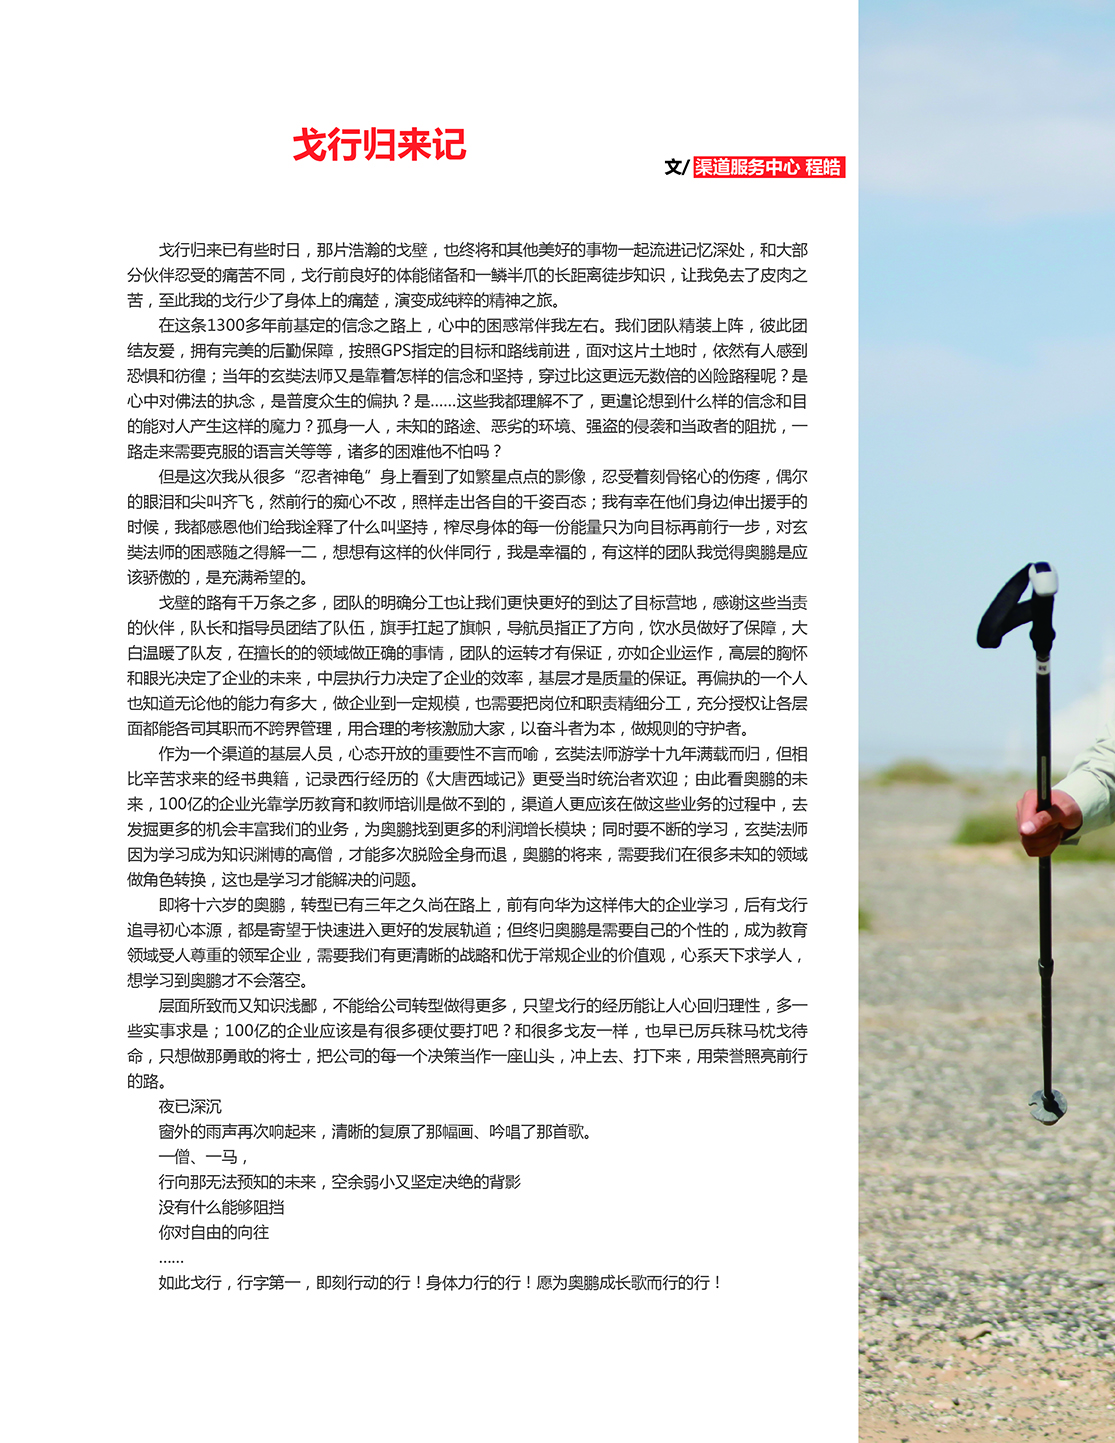 戈行归来记
文/ 渠道服务中心 程皓
戈行归来已有些时日，那片浩瀚的戈壁，也终将和其他美好的事物一起流进记忆深处，和大部
分伙伴忍受的痛苦不同，戈行前良好的体能储备和一鳞半爪的长距离徒步知识，让我免去了皮肉之
苦，至此我的戈行少了身体上的痛楚，演变成纯粹的精神之旅。
在这条1300多年前基定的信念之路上，心中的困惑常伴我左右。我们团队精装上阵，彼此团
结友爱，拥有完美的后勤保障，按照GPS指定的目标和路线前进，面对这片土地时，依然有人感到
恐惧和彷徨；当年的玄奘法师又是靠着怎样的信念和坚持，穿过比这更远无数倍的凶险路程呢？是
心中对佛法的执念，是普度众生的偏执？是……这些我都理解不了，更遑论想到什么样的信念和目
的能对人产生这样的魔力？孤身一人，未知的路途、恶劣的环境、强盗的侵袭和当政者的阻扰，一
路走来需要克服的语言关等等，诸多的困难他不怕吗？
但是这次我从很多“忍者神龟”身上看到了如繁星点点的影像，忍受着刻骨铭心的伤疼，偶尔
的眼泪和尖叫齐飞，然前行的痴心不改，照样走出各自的千姿百态；我有幸在他们身边伸出援手的
时候，我都感恩他们给我诠释了什么叫坚持，榨尽身体的每一份能量只为向目标再前行一步，对玄
奘法师的困惑随之得解一二，想想有这样的伙伴同行，我是幸福的，有这样的团队我觉得奥鹏是应
该骄傲的，是充满希望的。
戈壁的路有千万条之多，团队的明确分工也让我们更快更好的到达了目标营地，感谢这些当责
的伙伴，队长和指导员团结了队伍，旗手扛起了旗帜，导航员指正了方向，饮水员做好了保障，大
白温暖了队友，在擅长的的领域做正确的事情，团队的运转才有保证，亦如企业运作，高层的胸怀
和眼光决定了企业的未来，中层执行力决定了企业的效率，基层才是质量的保证。再偏执的一个人
也知道无论他的能力有多大，做企业到一定规模，也需要把岗位和职责精细分工，充分授权让各层
面都能各司其职而不跨界管理，用合理的考核激励大家，以奋斗者为本，做规则的守护者。
作为一个渠道的基层人员，心态开放的重要性不言而喻，玄奘法师游学十九年满载而归，但相
比辛苦求来的经书典籍，记录西行经历的《大唐西域记》更受当时统治者欢迎；由此看奥鹏的未
来，100亿的企业光靠学历教育和教师培训是做不到的，渠道人更应该在做这些业务的过程中，去
发掘更多的机会丰富我们的业务，为奥鹏找到更多的利润增长模块；同时要不断的学习，玄奘法师
因为学习成为知识渊博的高僧，才能多次脱险全身而退，奥鹏的将来，需要我们在很多未知的领域
做角色转换，这也是学习才能解决的问题。
即将十六岁的奥鹏，转型已有三年之久尚在路上，前有向华为这样伟大的企业学习，后有戈行
追寻初心本源，都是寄望于快速进入更好的发展轨道；但终归奥鹏是需要自己的个性的，成为教育
领域受人尊重的领军企业，需要我们有更清晰的战略和优于常规企业的价值观，心系天下求学人，
想学习到奥鹏才不会落空。
层面所致而又知识浅鄙，不能给公司转型做得更多，只望戈行的经历能让人心回归理性，多一
些实事求是；100亿的企业应该是有很多硬仗要打吧？和很多戈友一样，也早已厉兵秣马枕戈待
命，只想做那勇敢的将士，把公司的每一个决策当作一座山头，冲上去、打下来，用荣誉照亮前行
的路。
夜已深沉
窗外的雨声再次响起来，清晰的复原了那幅画、吟唱了那首歌。
一僧、一马，
行向那无法预知的未来，空余弱小又坚定决绝的背影
没有什么能够阻挡
你对自由的向往
……
如此戈行，行字第一，即刻行动的行！身体力行的行！愿为奥鹏成长歌而行的行！